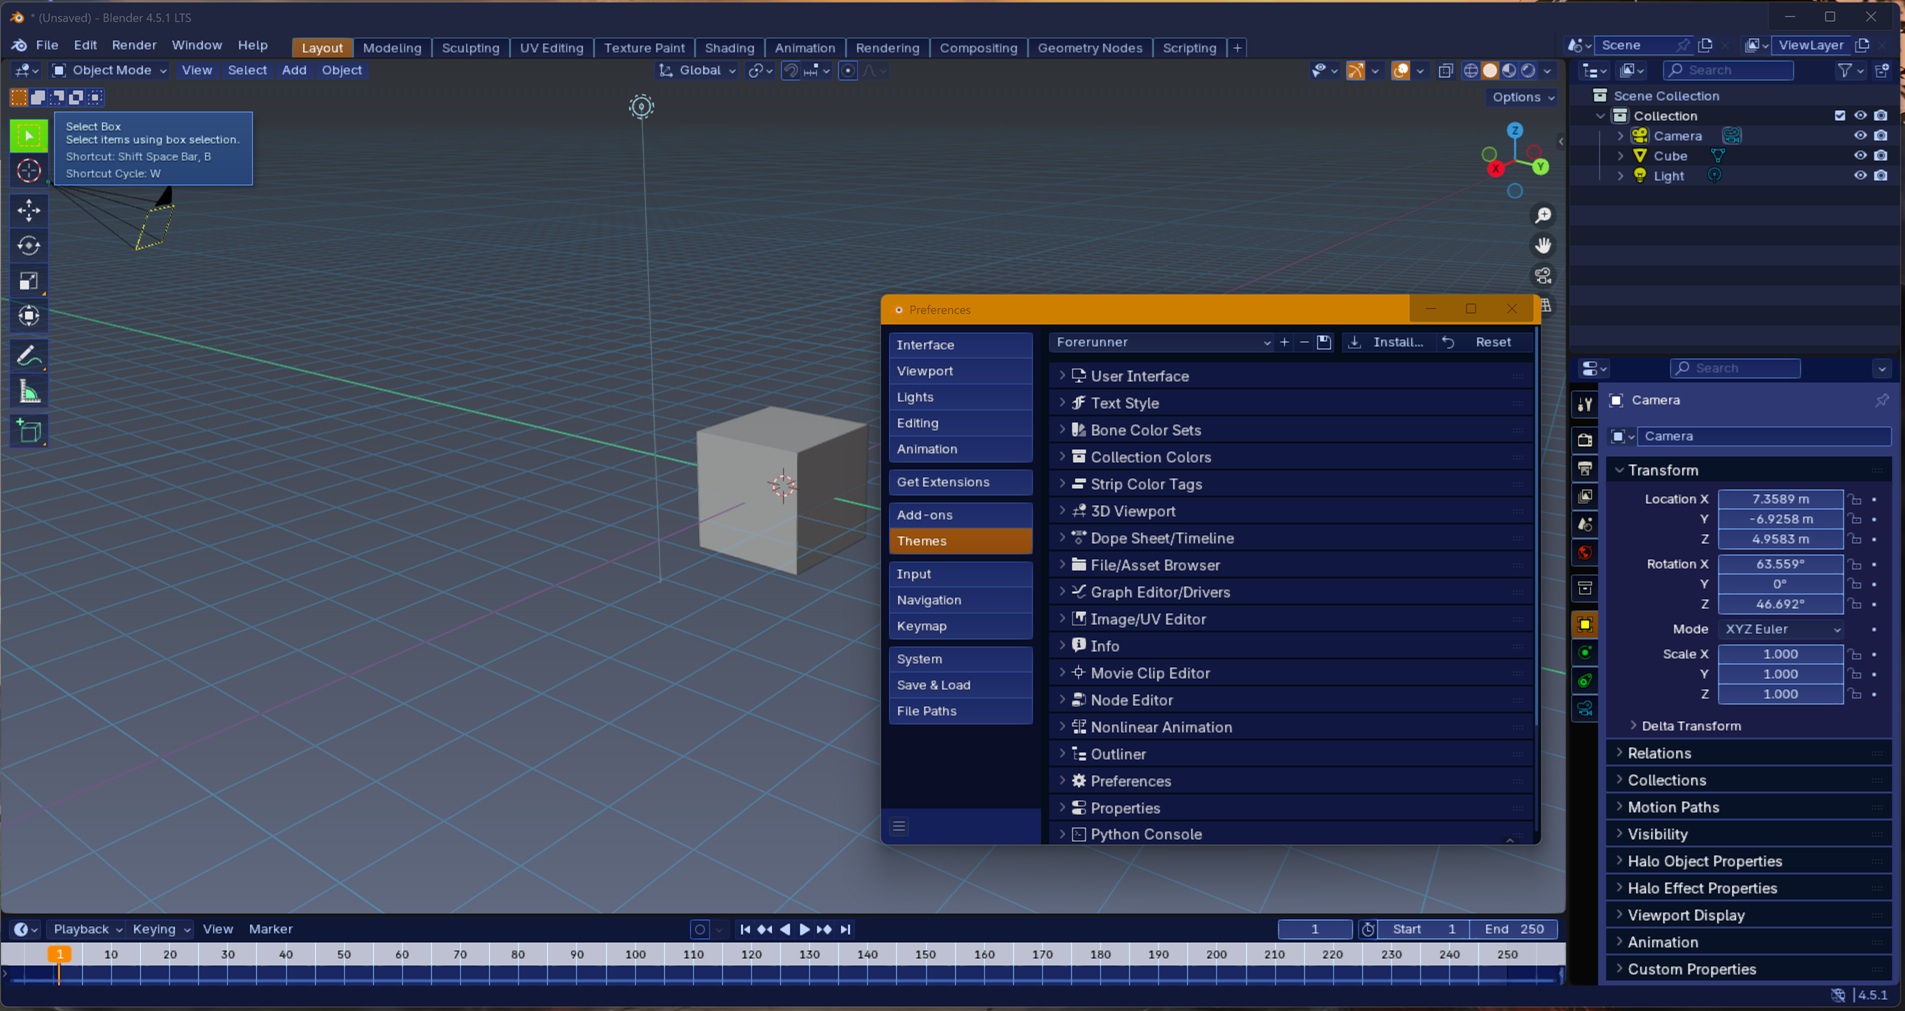 * (Unsaved) - Blender 4.5.1 LTS
File Edit Render Window Help
Layout Modeling Sculpting UV Editing Texture Paint Shading Animation Rendering Compositing Geometry Nodes Scripting +
Scene
ViewLayer
Object Mode View Select Add Object
Global
Search
Options
Select Box
Select items using box selection.
Shortcut: Shift Space Bar, B
Shortcut Cycle: W
Z
Y
X
Scene Collection
Collection
Camera
Cube
Light
Preferences
Interface
Viewport
Lights
Editing
Animation
Get Extensions
Add-ons
Themes
Input
Navigation
Keymap
System
Save & Load
File Paths
Forerunner + − Install... Reset
User Interface
Text Style
Bone Color Sets
Collection Colors
Strip Color Tags
3D Viewport
Dope Sheet/Timeline
File/Asset Browser
Graph Editor/Drivers
Image/UV Editor
Info
Movie Clip Editor
Node Editor
Nonlinear Animation
Outliner
Preferences
Properties
Python Console
Search
Camera
Camera
Transform
Location X 7.3589 m
Y -6.9258 m
Z 4.9583 m
Rotation X 63.559°
Y 0°
Z 46.692°
Mode XYZ Euler
Scale X 1.000
Y 1.000
Z 1.000
Delta Transform
Relations
Collections
Motion Paths
Visibility
Halo Object Properties
Halo Effect Properties
Viewport Display
Animation
Custom Properties
Playback Keying View Marker
1
Start 1 End 250
1 10 20 30 40 50 60 70 80 90 100 110 120 130 140 150 160 170 180 190 200 210 220 230 240 250
4.5.1